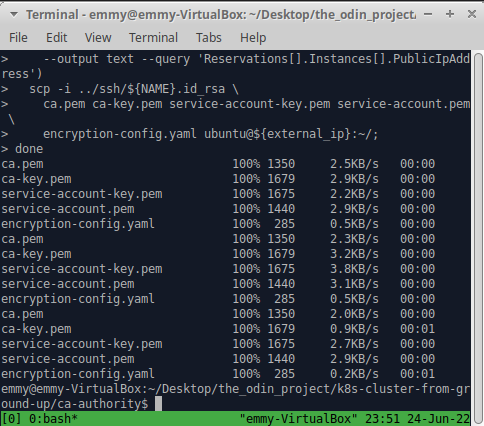 Terminal - emmy@emmy-VirtualBox: ~/Desktop/the_odin_project/
File Edit View Terminal Tabs Help
>     --output text --query 'Reservations[].Instances[].PublicIpAdd
ress')
>   scp -i ../ssh/${NAME}.id_rsa \
>     ca.pem ca-key.pem service-account-key.pem service-account.pem
 \
>     encryption-config.yaml ubuntu@${external_ip}:~/;
> done
ca.pem 100% 1350 2.5KB/s 00:00
ca-key.pem 100% 1679 2.9KB/s 00:00
service-account-key.pem 100% 1675 2.2KB/s 00:00
service-account.pem 100% 1440 2.9KB/s 00:00
encryption-config.yaml 100% 285 0.5KB/s 00:00
ca.pem 100% 1350 2.3KB/s 00:00
ca-key.pem 100% 1679 3.2KB/s 00:00
service-account-key.pem 100% 1675 3.8KB/s 00:00
service-account.pem 100% 1440 3.1KB/s 00:00
encryption-config.yaml 100% 285 0.5KB/s 00:00
ca.pem 100% 1350 2.0KB/s 00:00
ca-key.pem 100% 1679 0.9KB/s 00:01
service-account-key.pem 100% 1675 2.7KB/s 00:00
service-account.pem 100% 1440 2.9KB/s 00:00
encryption-config.yaml 100% 285 0.2KB/s 00:01
emmy@emmy-VirtualBox:~/Desktop/the_odin_project/k8s-cluster-from-gr
ound-up/ca-authority$
[0] 0:bash* "emmy-VirtualBox" 23:51 24-Jun-22